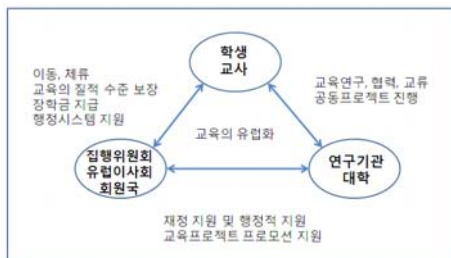 학생
교사
이동, 체류
교육의 질적 수준 보장
장학금 지급
행정시스템 지원
교육연구, 협력, 교류
공동프로젝트 진행
교육의 유럽화
집행위원회
유럽이사회
회원국
연구기관
대학
재정 지원 및 행정적 지원
교육프로젝트 프로모션 지원